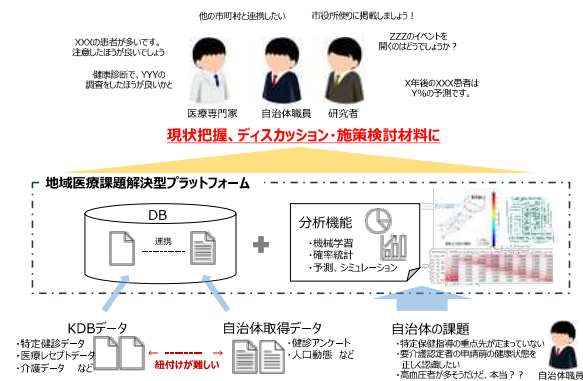 他の市町村と連携したい
市役所便りに掲載しましょう！
XXXの患者が多いです。
注意したほうが良いでしょう
ZZZのイベントを
開くのはどうでしょうか？
健康診断で、YYYの
調査をしたほうが良いかと
X年後のXXX患者は
Y%の予測です。
医療専門家
自治体職員
研究者
現状把握、ディスカッション・施策検討材料に
地域医療課題解決型プラットフォーム
DB
連携
分析機能
・機械学習
・確率統計
・予測、シミュレーション
KDBデータ
・特定健診データ
・医療レセプトデータ
・介護データ など
紐付けが難しい
自治体取得データ
・健診アンケート
・人口動態 など
自治体の課題
・特定保健指導の重点先が定まっていない
・要介護認定者の申請前の健康状態を
正しく認識したい
・高血圧者が多そうだけど、本当？？
自治体職員